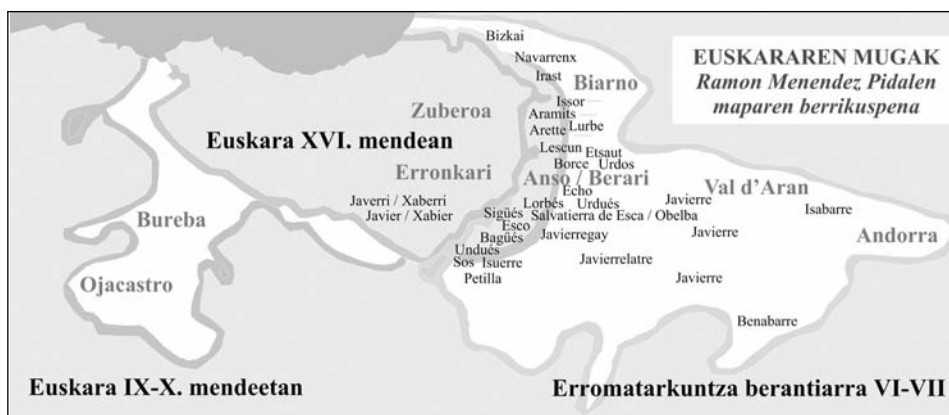 Bizkai
Navarrenx
Irast
Biarno
EUSKARAREN MUGAK
Ramon Menendez Pidalen
maparen berrikuspena
Zuberoa
Issor
Aramits
Arette
Lurbe
Euskara XVI. mendean
Lescun
Etsaut
Borce
Urdos
Erronkari
Anso / Berari
Echo
Val d'Aran
Javerri / Xaberri
Javier / Xabier
Lorbés
Urdués
Javierre
Isabarre
Sigüés
Salvatierra de Esca / Obelba
Bureba
Esco
Bagüés
Javierregay
Javierre
Andorra
Undués
Sos
Isuerre
Javierrelatre
Petilla
Javierre
Ojacastro
Benabarre
Euskara IX-X. mendeetan
Erromatarkuntza berantiarra VI-VII